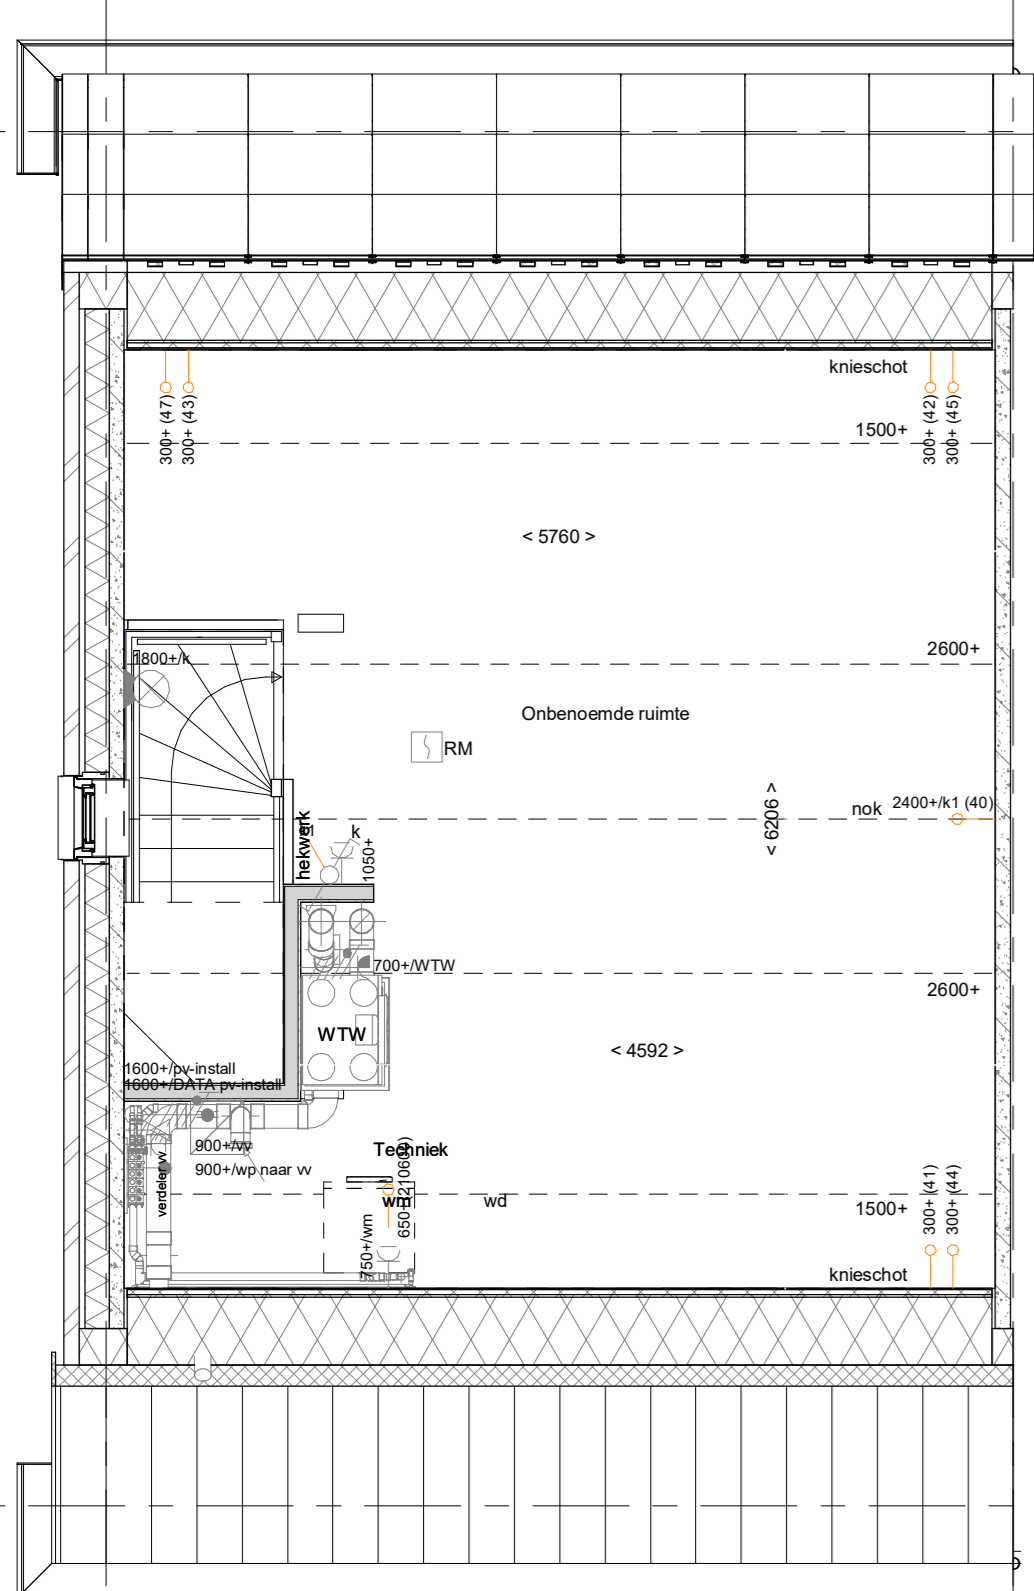 knieschot
300+ (47)
300+ (43)
300+ (42)
300+ (45)
1500+
< 5760 >
2600+
1800+/k
Onbenoemde ruimte
RM
< 6206 >
nok
2400+/k1 (40)
hekwerk
k
1050+
700+/WTW
2600+
WTW
< 4592 >
1600+/pv-install
1600+/DATA pv-install
900+/vv
900+/wp naar vv
verdeler vv
Techniek
wm
wd
750+/wm
1500+
300+ (41)
300+ (44)
knieschot